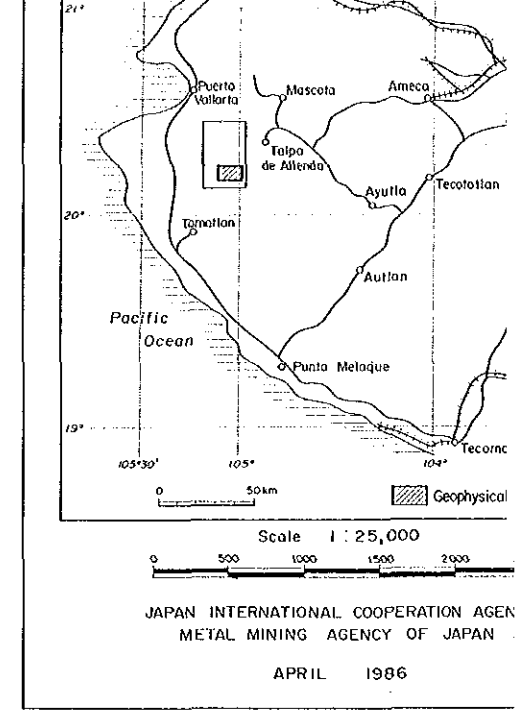 21°
Puerto
Vallarta
Mascota
Ameca
Talpa
de Allende
Tecototlan
Ayutla
20°
Tomatlan
Autlan
Pacific
Ocean
Punta Melaque
19°
Tecom
105°30'
105°
104°
0 50km
Geophysical
Scale 1:25,000
0 500 1000 1500 2000
JAPAN INTERNATIONAL COOPERATION AGEN
METAL MINING AGENCY OF JAPAN
APRIL 1986